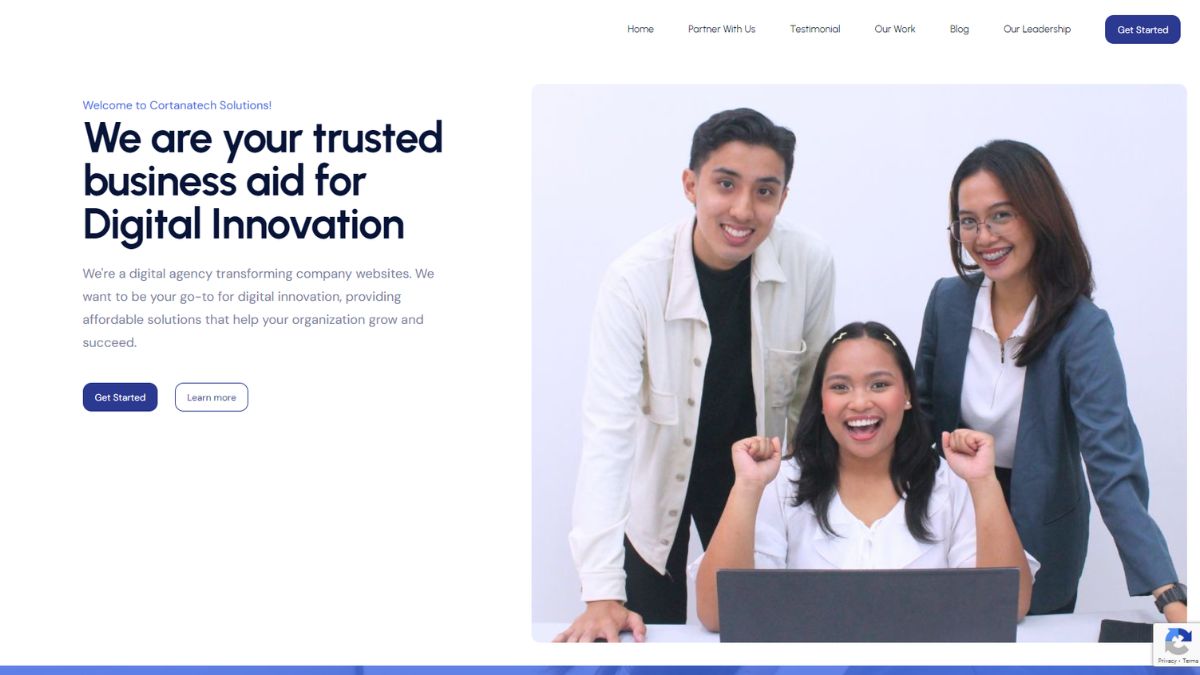 Home Partner With Us Testimonial Our Work Blog Our Leadership Get Started
Welcome to Cortanatech Solutions!
We are your trusted
business aid for
Digital Innovation
We're a digital agency transforming company websites. We
want to be your go-to for digital innovation, providing
affordable solutions that help your organization grow and
succeed.
Get Started Learn more
Privacy - Terms